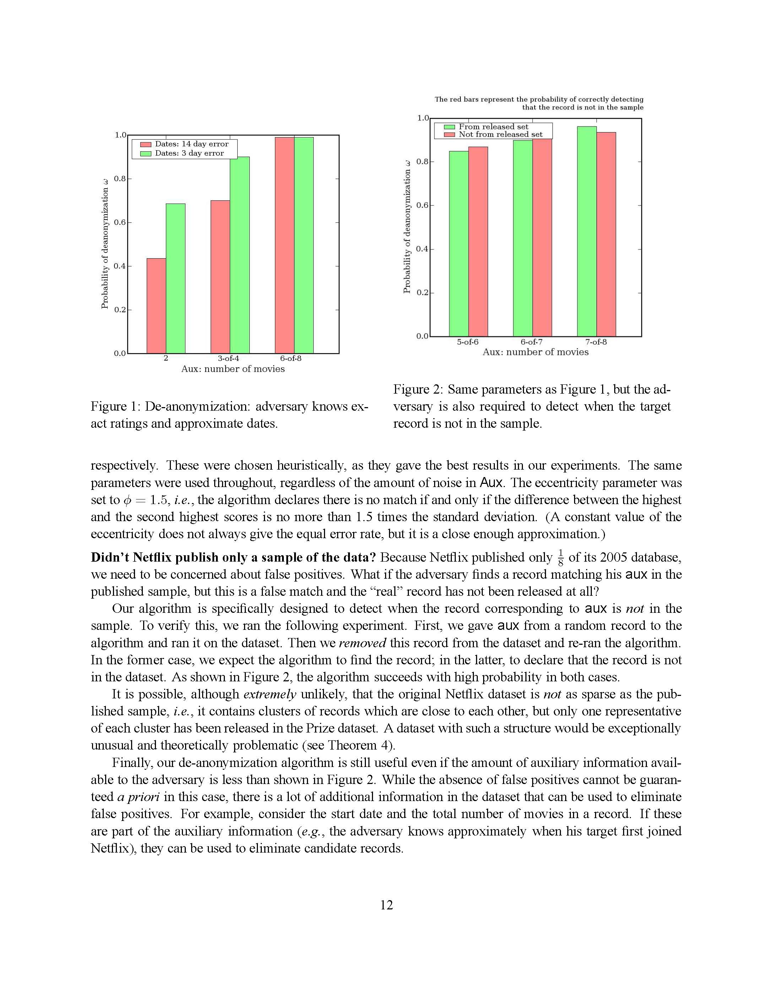 1.0
0.8
0.6
0.4
0.2
0.0
Probability of deanonymization ω
Dates: 14 day error
Dates: 3 day error
2 3-of-4 6-of-8
Aux: number of movies
Figure 1: De-anonymization: adversary knows ex-
act ratings and approximate dates.
The red bars represent the probability of correctly detecting
that the record is not in the sample
1.0
0.8
0.6
0.4
0.2
0.0
Probability of deanonymization ω
From released set
Not from released set
5-of-6 6-of-7 7-of-8
Aux: number of movies
Figure 2: Same parameters as Figure 1, but the ad-
versary is also required to detect when the target
record is not in the sample.
respectively. These were chosen heuristically, as they gave the best results in our experiments. The same
parameters were used throughout, regardless of the amount of noise in Aux. The eccentricity parameter was
set to ϕ = 1.5, i.e., the algorithm declares there is no match if and only if the difference between the highest
and the second highest scores is no more than 1.5 times the standard deviation. (A constant value of the
eccentricity does not always give the equal error rate, but it is a close enough approximation.)
Didn't Netflix publish only a sample of the data? Because Netflix published only 1/8 of its 2005 database,
we need to be concerned about false positives. What if the adversary finds a record matching his aux in the
published sample, but this is a false match and the “real” record has not been released at all?
Our algorithm is specifically designed to detect when the record corresponding to aux is not in the
sample. To verify this, we ran the following experiment. First, we gave aux from a random record to the
algorithm and ran it on the dataset. Then we removed this record from the dataset and re-ran the algorithm.
In the former case, we expect the algorithm to find the record; in the latter, to declare that the record is not
in the dataset. As shown in Figure 2, the algorithm succeeds with high probability in both cases.
It is possible, although extremely unlikely, that the original Netflix dataset is not as sparse as the pub-
lished sample, i.e., it contains clusters of records which are close to each other, but only one representative
of each cluster has been released in the Prize dataset. A dataset with such a structure would be exceptionally
unusual and theoretically problematic (see Theorem 4).
Finally, our de-anonymization algorithm is still useful even if the amount of auxiliary information avail-
able to the adversary is less than shown in Figure 2. While the absence of false positives cannot be guaran-
teed a priori in this case, there is a lot of additional information in the dataset that can be used to eliminate
false positives. For example, consider the start date and the total number of movies in a record. If these
are part of the auxiliary information (e.g., the adversary knows approximately when his target first joined
Netflix), they can be used to eliminate candidate records.
12